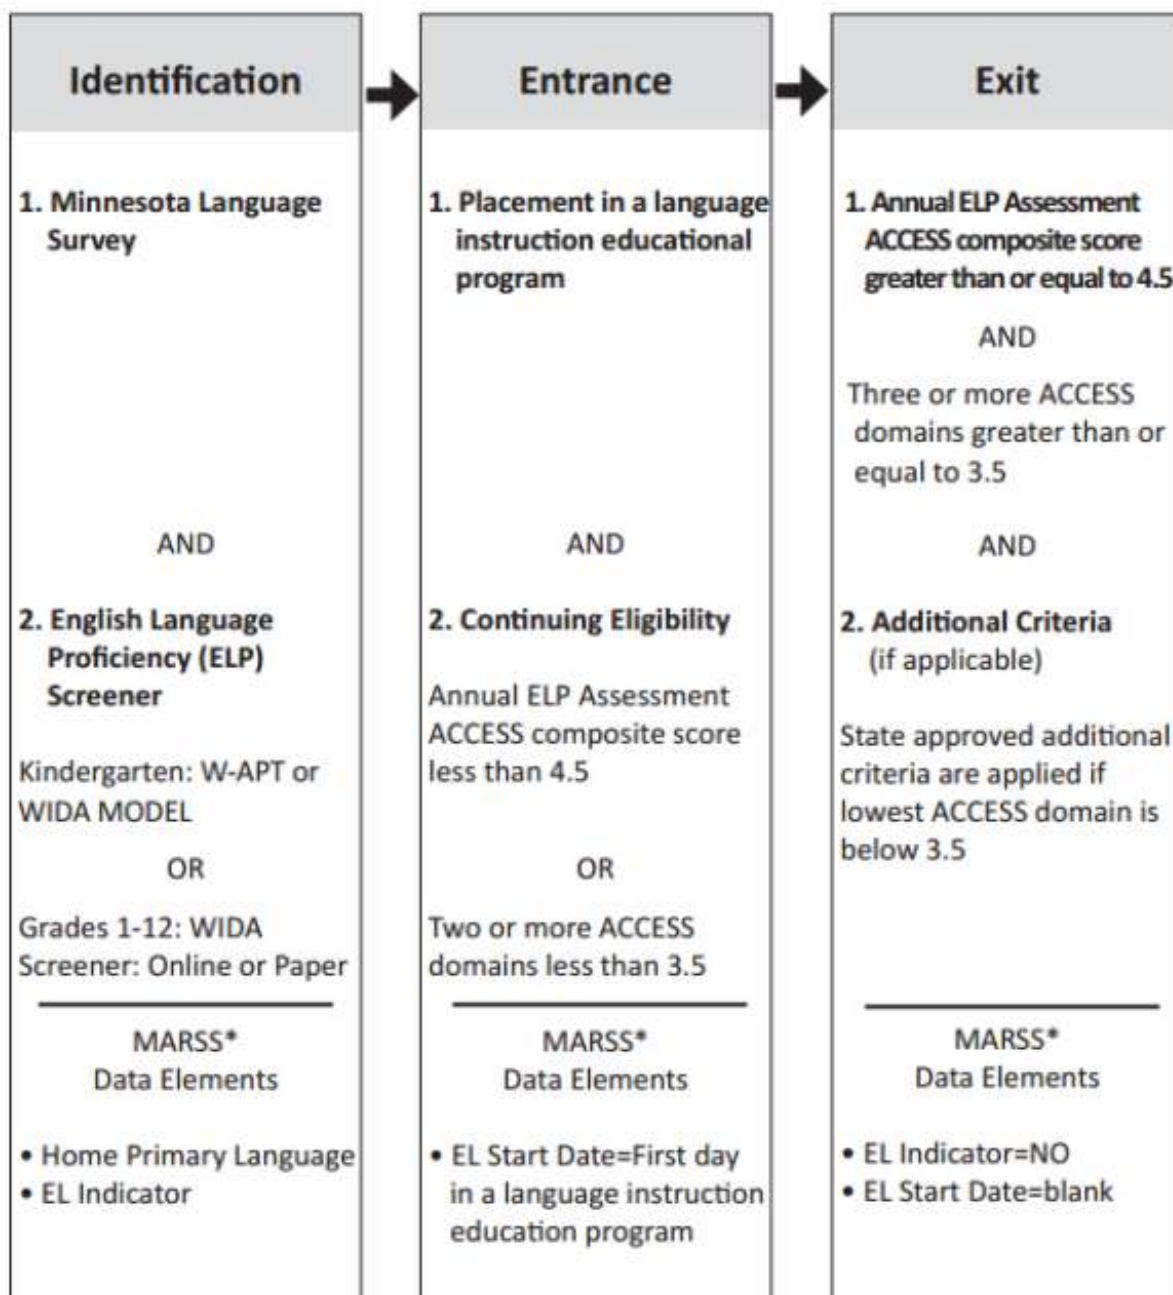 Identification
1. Minnesota Language
Survey
AND
2. English Language
Proficiency (ELP)
Screener
Kindergarten: W-APT or
WIDA MODEL
OR
Grades 1-12: WIDA
Screener: Online or Paper
MARSS*
Data Elements
• Home Primary Language
• EL Indicator
Entrance
1. Placement in a language
instruction educational
program
AND
2. Continuing Eligibility
Annual ELP Assessment
ACCESS composite score
less than 4.5
OR
Two or more ACCESS
domains less than 3.5
MARSS*
Data Elements
• EL Start Date=First day
in a language instruction
education program
Exit
1. Annual ELP Assessment
ACCESS composite score
greater than or equal to 4.5
AND
Three or more ACCESS
domains greater than or
equal to 3.5
AND
2. Additional Criteria
(if applicable)
State approved additional
criteria are applied if
lowest ACCESS domain is
below 3.5
MARSS*
Data Elements
• EL Indicator=NO
• EL Start Date=blank